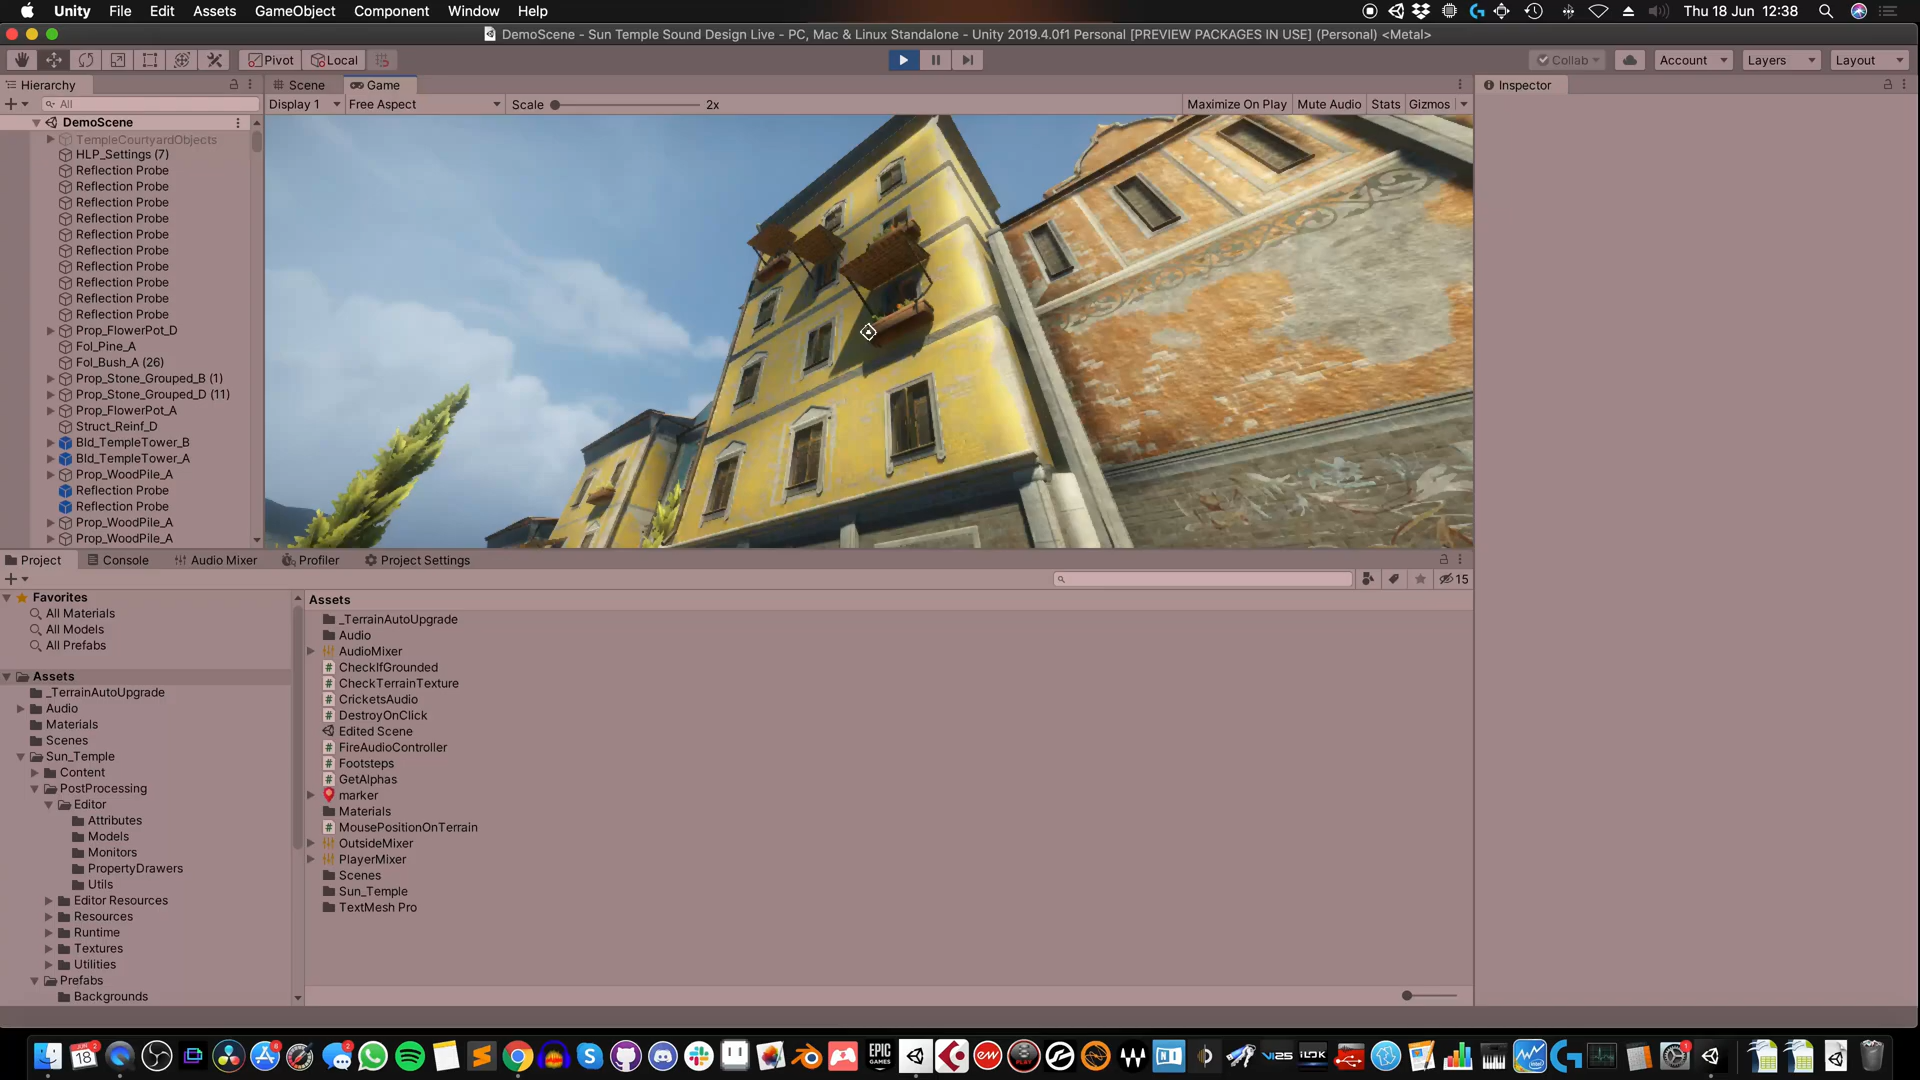 Unity File Edit Assets GameObject Component Window Help Thu 18 Jun 12:38
DemoScene - Sun Temple Sound Design Live - PC, Mac & Linux Standalone - Unity 2019.4.0f1 Personal [PREVIEW PACKAGES IN USE] (Personal) <Metal>
Pivot Local Collab Account Layers Layout
Hierarchy Scene Game Inspector
All Display 1 Free Aspect Scale 2x Maximize On Play Mute Audio Stats Gizmos
DemoScene
TempleCourtyardObjects
HLP_Settings (7)
Reflection Probe
Reflection Probe
Reflection Probe
Reflection Probe
Reflection Probe
Reflection Probe
Reflection Probe
Reflection Probe
Reflection Probe
Reflection Probe
Prop_FlowerPot_D
Fol_Pine_A
Fol_Bush_A (26)
Prop_Stone_Grouped_B (1)
Prop_Stone_Grouped_D (11)
Prop_FlowerPot_A
Struct_Reinf_D
Bld_TempleTower_B
Bld_TempleTower_A
Prop_WoodPile_A
Reflection Probe
Reflection Probe
Prop_WoodPile_A
Prop_WoodPile_A
Project Console Audio Mixer Profiler Project Settings
15
Favorites
All Materials
All Models
All Prefabs
Assets
_TerrainAutoUpgrade
Audio
Materials
Scenes
Sun_Temple
Content
PostProcessing
Editor
Attributes
Models
Monitors
PropertyDrawers
Utils
Editor Resources
Resources
Runtime
Textures
Utilities
Prefabs
Backgrounds
Assets
_TerrainAutoUpgrade
Audio
AudioMixer
CheckIfGrounded
CheckTerrainTexture
CricketsAudio
DestroyOnClick
Edited Scene
FireAudioController
Footsteps
GetAlphas
marker
Materials
MousePositionOnTerrain
OutsideMixer
PlayerMixer
Scenes
Sun_Temple
TextMesh Pro